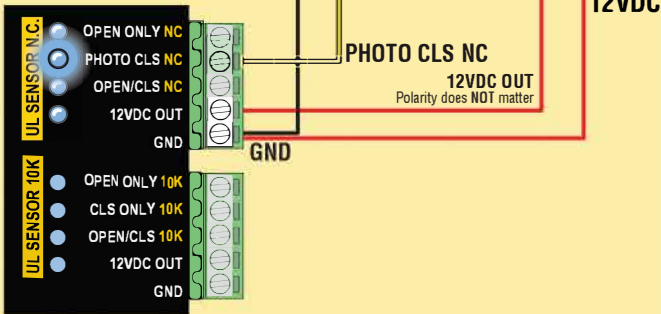 12VDC
UL SENSOR N.C.
OPEN ONLY NC
PHOTO CLS NC
OPEN/CLS NC
12VDC OUT
GND
PHOTO CLS NC
12VDC OUT
Polarity does NOT matter
GND
UL SENSOR 10K
OPEN ONLY 10K
CLS ONLY 10K
OPEN/CLS 10K
12VDC OUT
GND